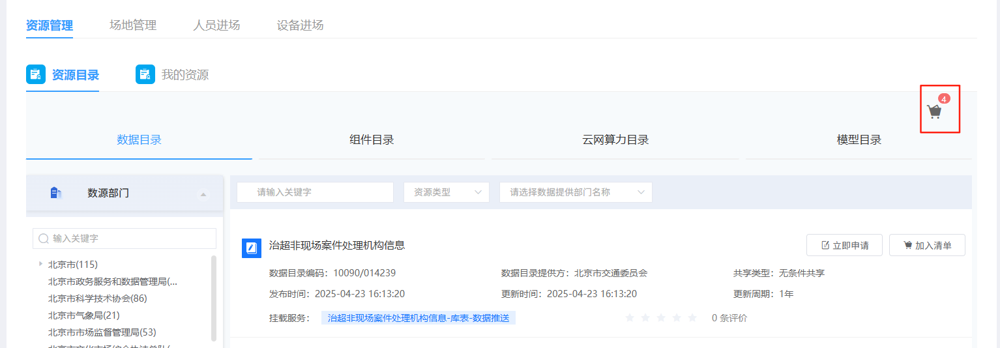 资源管理 场地管理 人员进场 设备进场
资源目录 我的资源
4
数据目录 组件目录 云网算力目录 模型目录
数源部门
请输入关键字 资源类型 请选择数据提供部门名称
输入关键字
北京市(115)
北京市政务服务和数据管理局(...
北京市科学技术协会(86)
北京市气象局(21)
北京市市场监督管理局(53)
治超非现场案件处理机构信息 立即申请 加入清单
数据目录编码：10090/014239 数据目录提供方：北京市交通委员会 共享类型：无条件共享
发布时间：2025-04-23 16:13:20 更新时间：2025-04-23 16:13:20 更新周期：1年
挂载服务： 治超非现场案件处理机构信息-库表-数据推送 0 条评价